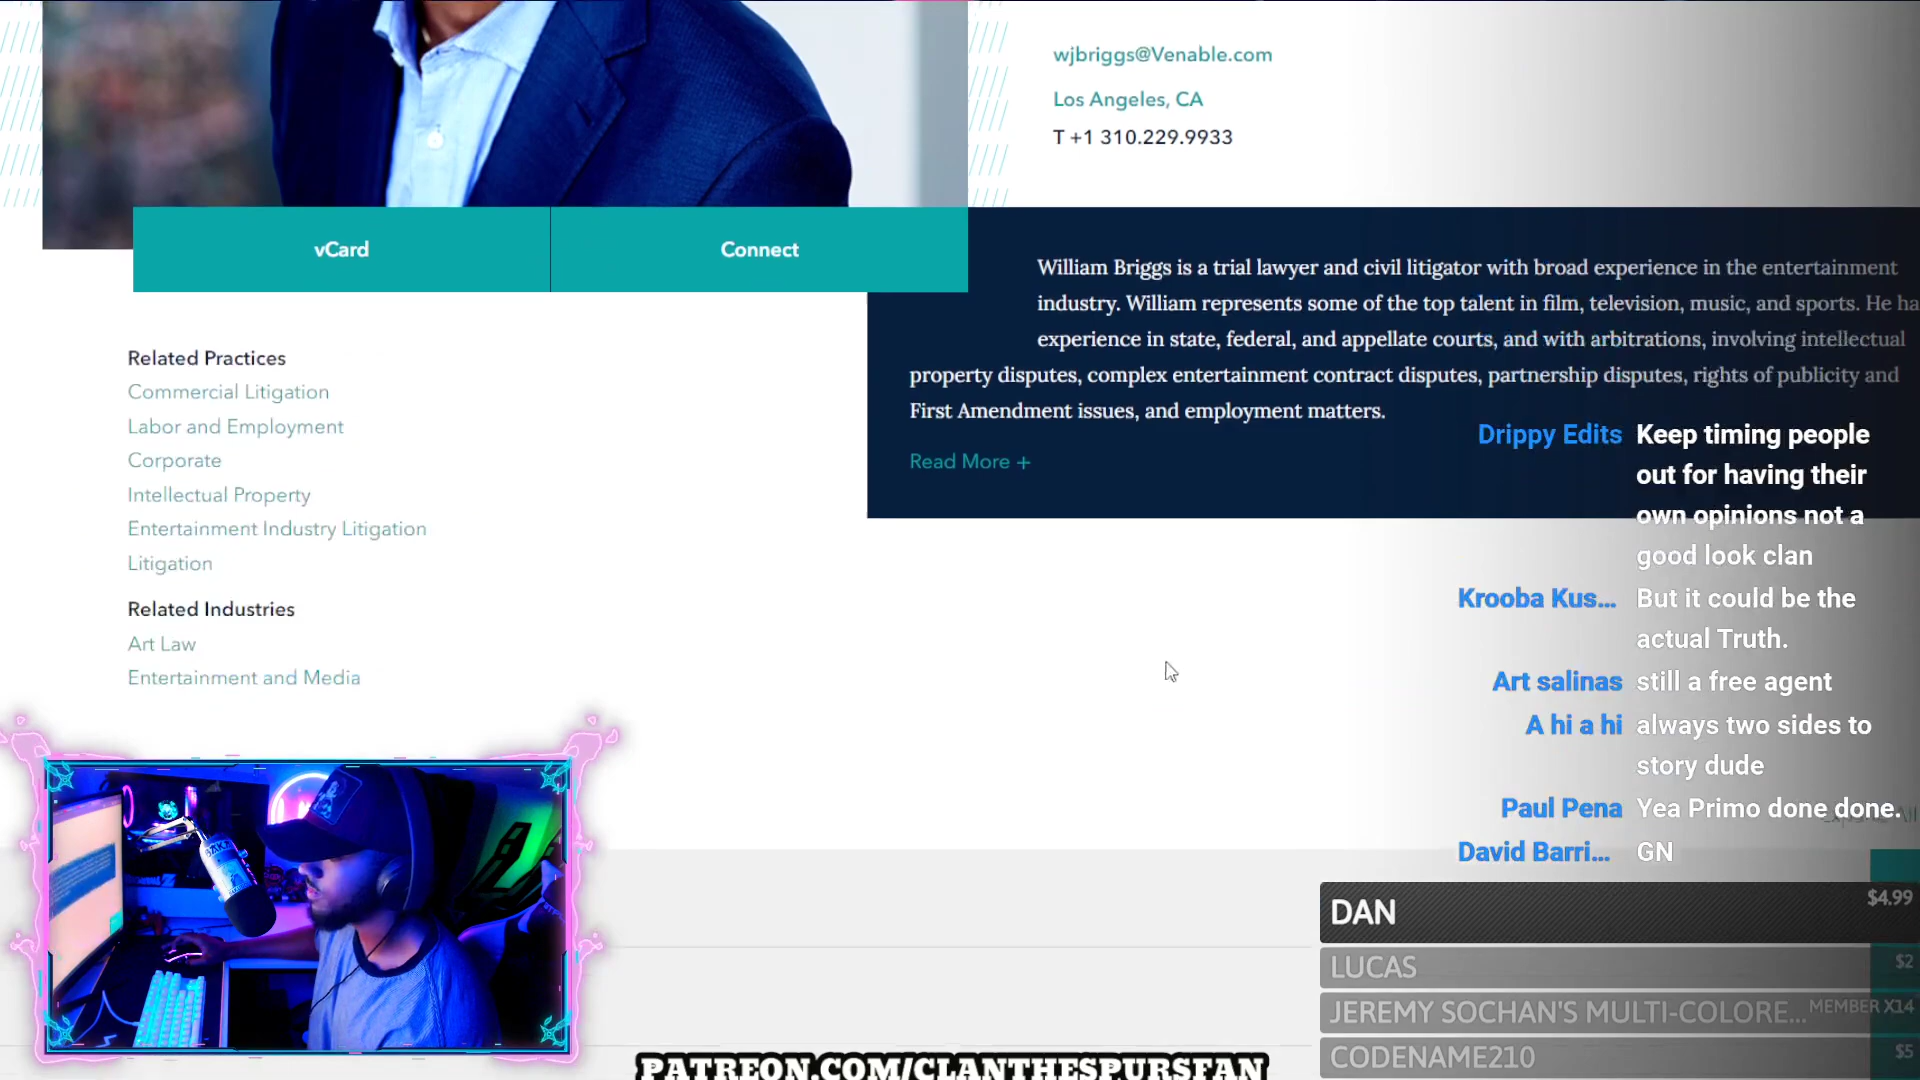 wjbriggs@Venable.com
Los Angeles, CA
T +1 310.229.9933
vCard
Connect
William Briggs is a trial lawyer and civil litigator with broad experience in the entertainment
industry. William represents some of the top talent in film, television, music, and sports. He ha
experience in state, federal, and appellate courts, and with arbitrations, involving intellectual
property disputes, complex entertainment contract disputes, partnership disputes, rights of publicity and
First Amendment issues, and employment matters.
Read More +
Related Practices
Commercial Litigation
Labor and Employment
Corporate
Intellectual Property
Entertainment Industry Litigation
Litigation
Related Industries
Art Law
Entertainment and Media
Drippy Edits Keep timing people
out for having their
own opinions not a
good look clan
Krooba Kus... But it could be the
actual Truth.
Art salinas still a free agent
A hi a hi always two sides to
story dude
Paul Pena Yea Primo done done.
David Barri... GN
DAN $4.99
LUCAS $2
JEREMY SOCHAN'S MULTI-COLORE... MEMBER X14
CODENAME210 $5
PATREON.COM/CLANTHESPURSFAN